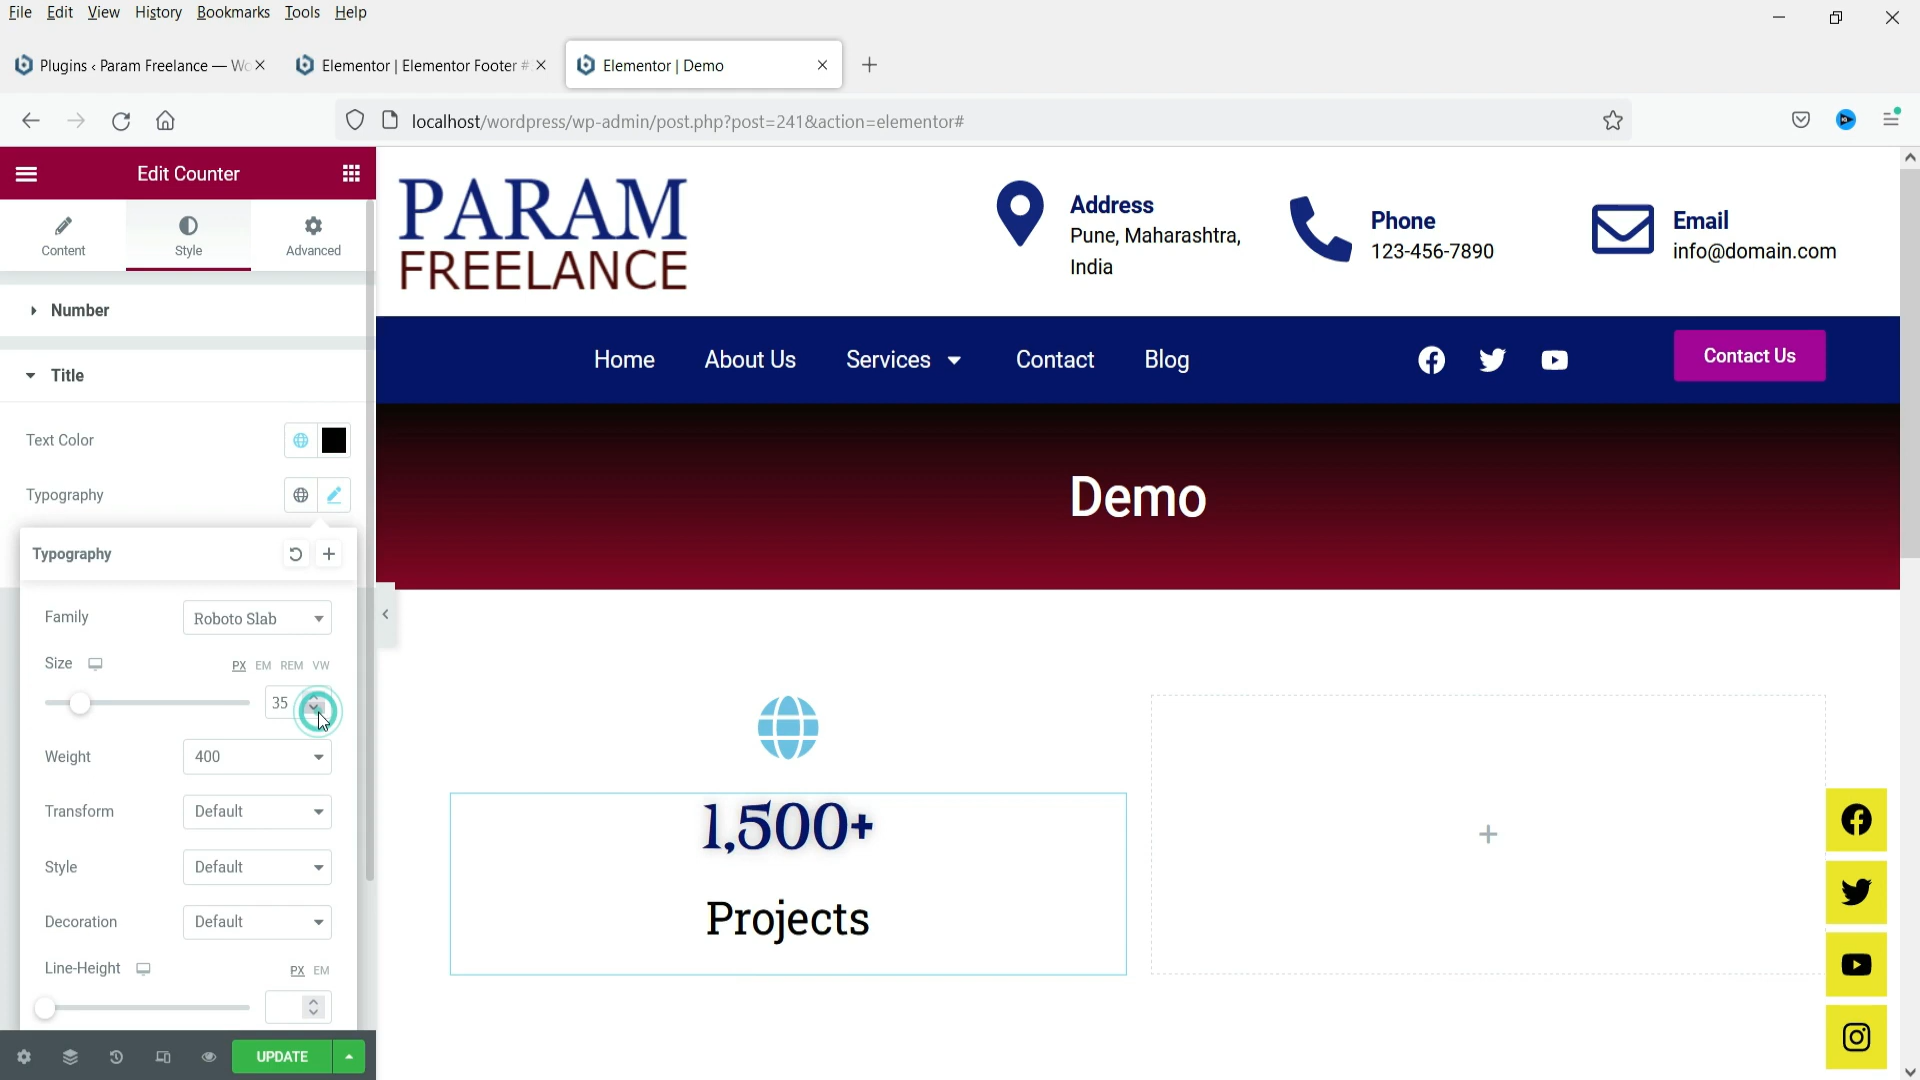 File Edit View History Bookmarks Tools Help
Plugins ‹ Param Freelance — Wo
Elementor | Elementor Footer #
Elementor | Demo
localhost/wordpress/wp-admin/post.php?post=241&action=elementor#
Edit Counter
Content
Style
Advanced
Number
Title
Text Color
Typography
Typography
Family
Roboto Slab
Size
PX EM REM VW
35
Weight
400
Transform
Default
Style
Default
Decoration
Default
Line-Height
PX EM
UPDATE
PARAM
FREELANCE
Address
Pune, Maharashtra,
India
Phone
123-456-7890
Email
info@domain.com
Home About Us Services Contact Blog
Contact Us
Demo
1,500+
Projects